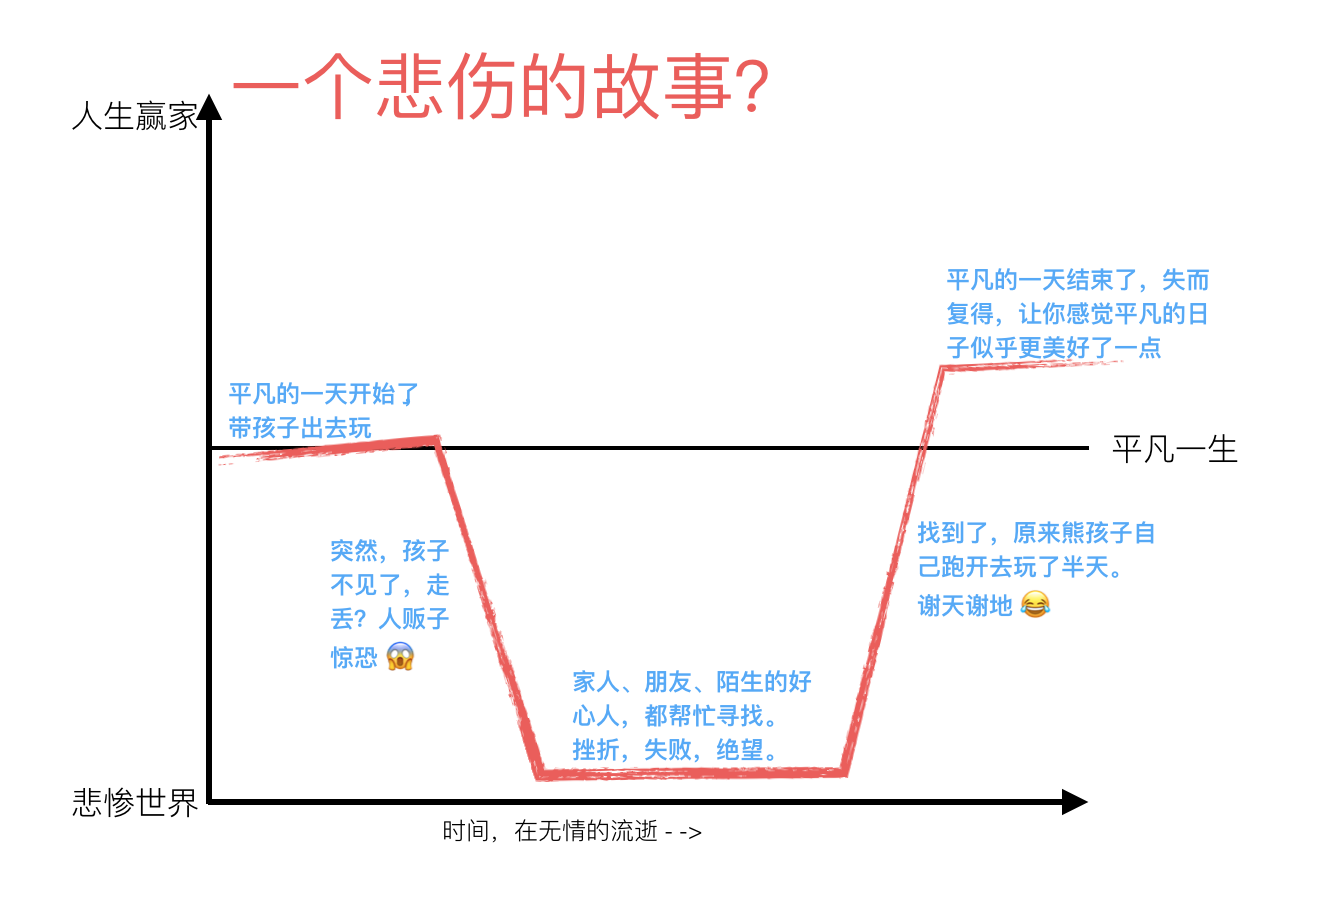 一个悲伤的故事?
人生赢家
平凡的一天结束了，失而
复得，让你感觉平凡的日
子似乎更美好了一点
平凡的一天开始了，
带孩子出去玩
平凡一生
突然，孩子
不见了，走
丢？人贩子
惊恐 😱
找到了，原来熊孩子自
己跑开去玩了半天。
谢天谢地 😂
家人、朋友、陌生的好
心人，都帮忙寻找。
挫折，失败，绝望。
悲惨世界
时间，在无情的流逝 - ->